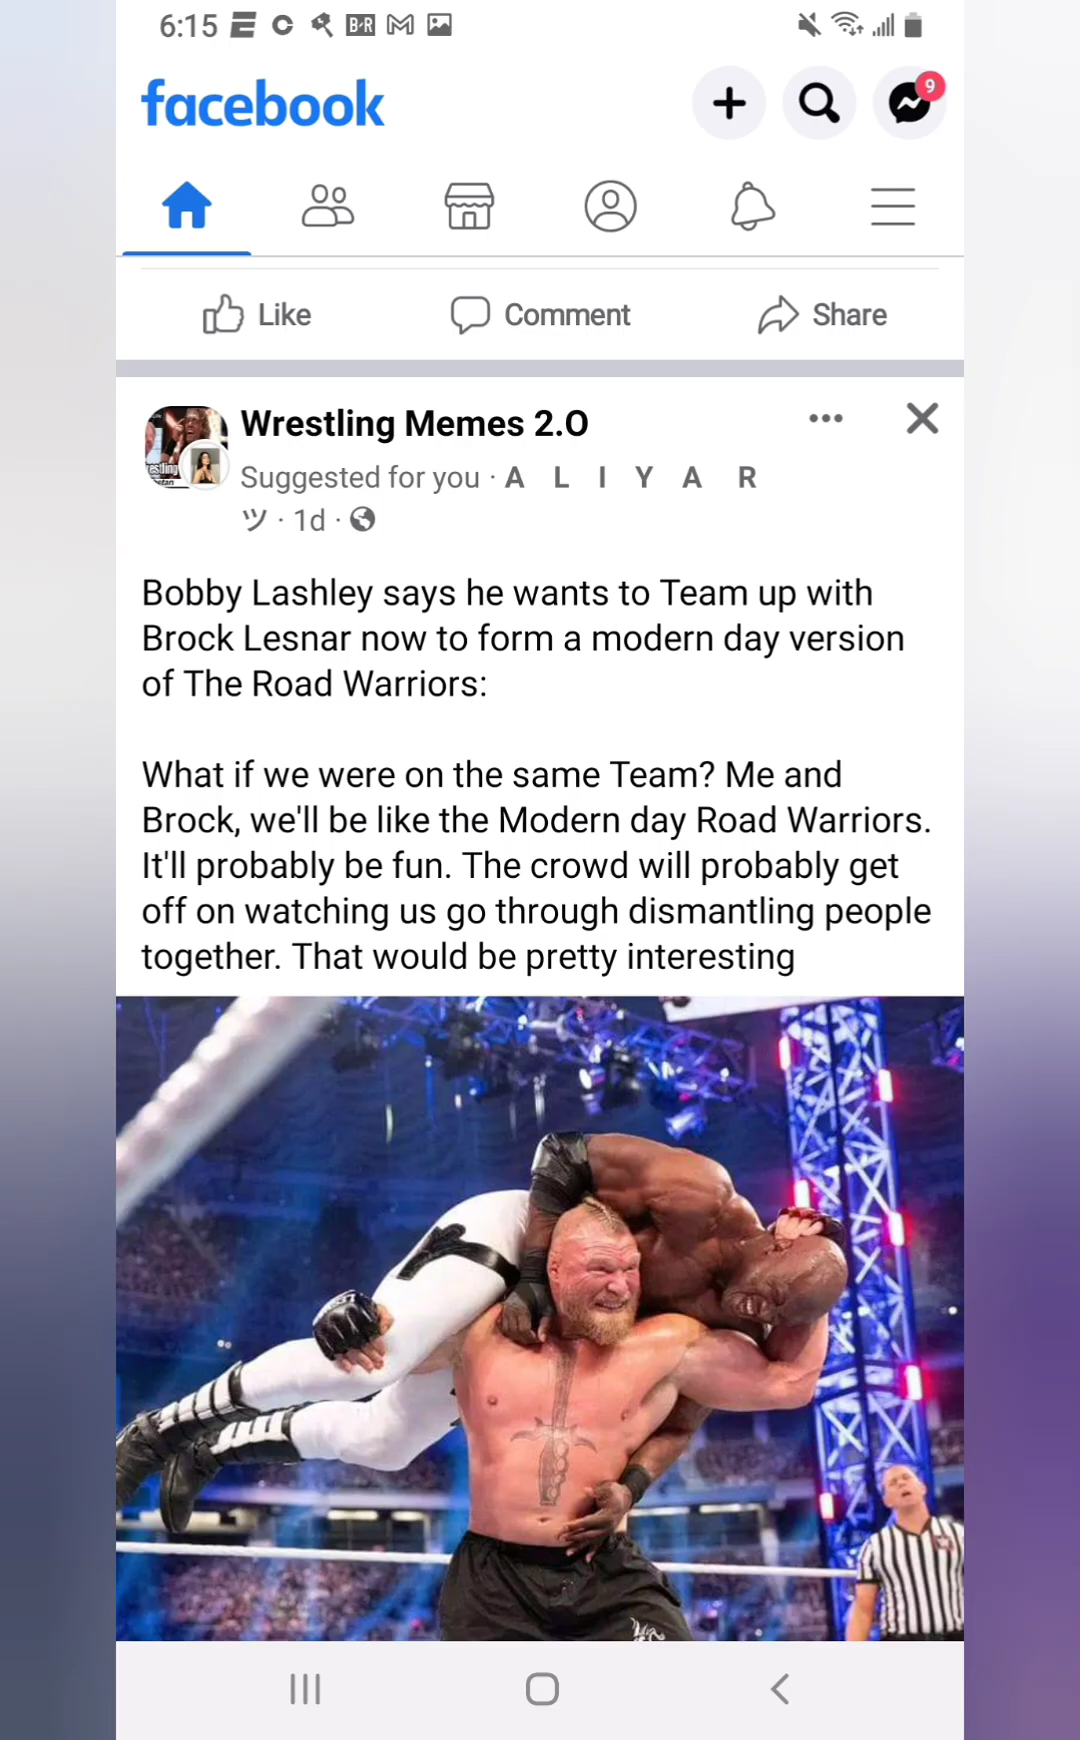 6:15
B·R
facebook
9
Like
Comment
Share
Wrestling Memes 2.O
Suggested for you · A L I Y A R
ツ · 1d ·
Bobby Lashley says he wants to Team up with
Brock Lesnar now to form a modern day version
of The Road Warriors:
What if we were on the same Team? Me and
Brock, we'll be like the Modern day Road Warriors.
It'll probably be fun. The crowd will probably get
off on watching us go through dismantling people
together. That would be pretty interesting